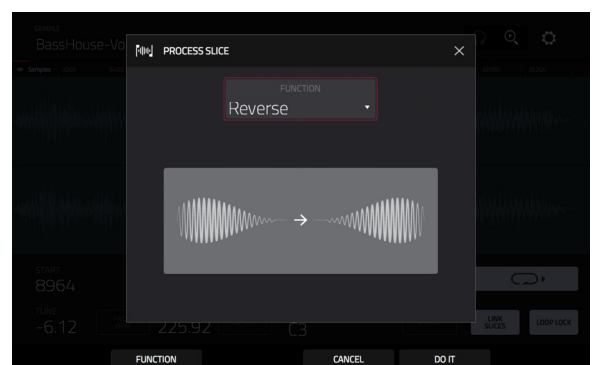 SAMPLE
BassHouse-Vo
PROCESS SLICE
Samples
FUNCTION
Reverse
START
8964
TUNE
-6.12
225.92
C3
LINK
SLICES
LOOP LOCK
FUNCTION
CANCEL
DO IT